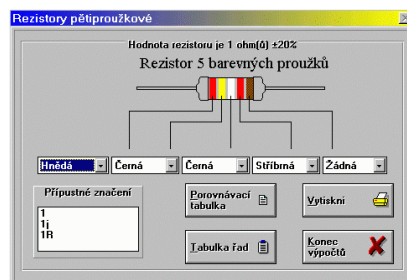 Rezistory pětiproužkové
Hodnota rezistoru je 1 ohm(ů) ±20%
Rezistor 5 barevných proužků
Hnědá Černá Černá Stříbrná Žádná
Přípustné značení
1
1j
1R
Porovnávací
tabulka
Vytiskni
Tabulka řad
Konec
výpočtů